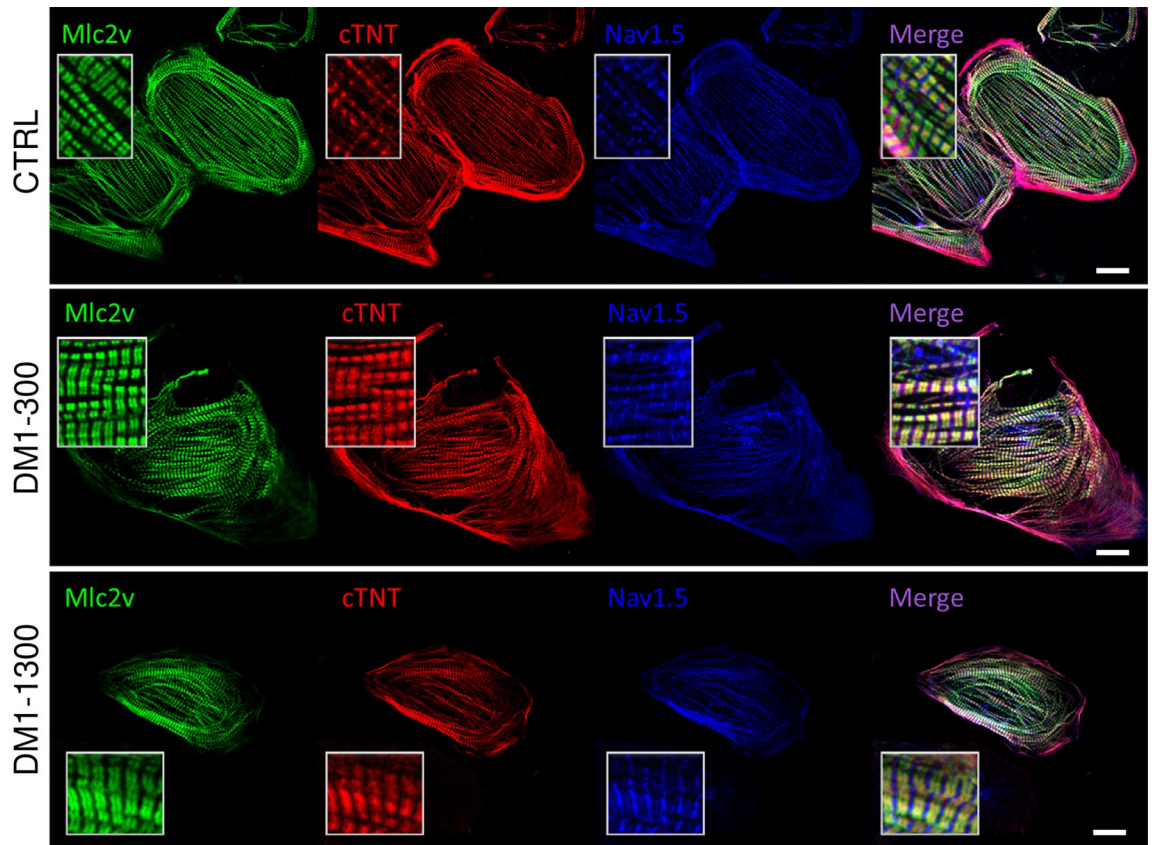 CTRL
Mlc2v
cTNT
Nav1.5
Merge
DM1-300
Mlc2v
cTNT
Nav1.5
Merge
DM1-1300
Mlc2v
cTNT
Nav1.5
Merge